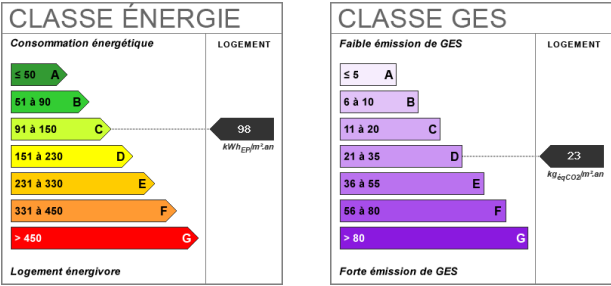 CLASSE ÉNERGIE
Consommation énergétique
LOGEMENT
≤ 50 A
51 à 90 B
91 à 150 C
98
kWhEP/m².an
151 à 230 D
231 à 330 E
331 à 450 F
> 450 G
Logement énergivore
CLASSE GES
Faible émission de GES
LOGEMENT
≤ 5 A
6 à 10 B
11 à 20 C
21 à 35 D
23
kgéqCO2/m².an
36 à 55 E
56 à 80 F
> 80 G
Forte émission de GES